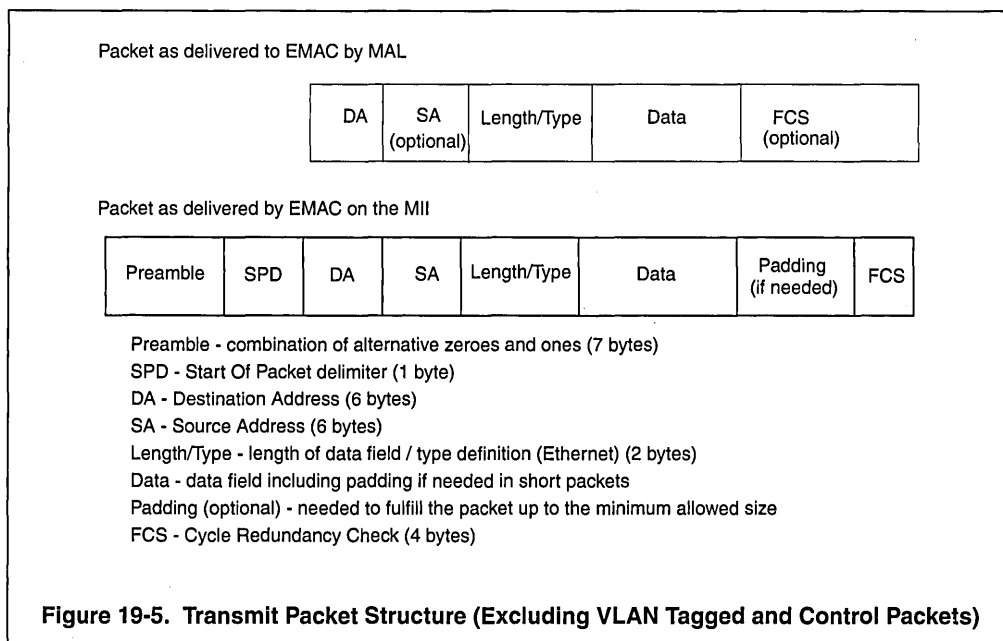 Packet as delivered to EMAC by MAL
DA SA (optional) Length/Type Data FCS (optional)
Packet as delivered by EMAC on the MII
Preamble SPD DA SA Length/Type Data Padding (if needed) FCS
Preamble - combination of alternative zeroes and ones (7 bytes)
SPD - Start Of Packet delimiter (1 byte)
DA - Destination Address (6 bytes)
SA - Source Address (6 bytes)
Length/Type - length of data field / type definition (Ethernet) (2 bytes)
Data - data field including padding if needed in short packets
Padding (optional) - needed to fulfill the packet up to the minimum allowed size
FCS - Cycle Redundancy Check (4 bytes)
Figure 19-5. Transmit Packet Structure (Excluding VLAN Tagged and Control Packets)